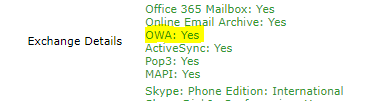 Office 365 Mailbox: Yes
Online Email Archive: Yes
Exchange Details
OWA: Yes
ActiveSync: Yes
Pop3: Yes
MAPI: Yes
Skype: Phone Edition: International